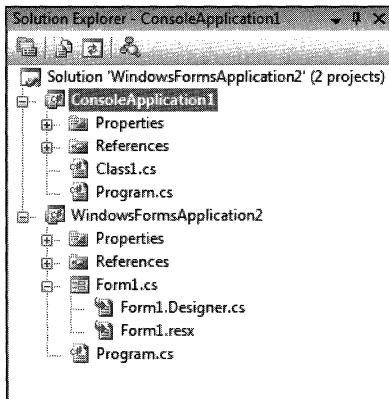 Solution Explorer - ConsoleApplication1
Solution 'WindowsFormsApplication2' (2 projects)
ConsoleApplication1
Properties
References
Class1.cs
Program.cs
WindowsFormsApplication2
Properties
References
Form1.cs
Form1.Designer.cs
Form1.resx
Program.cs